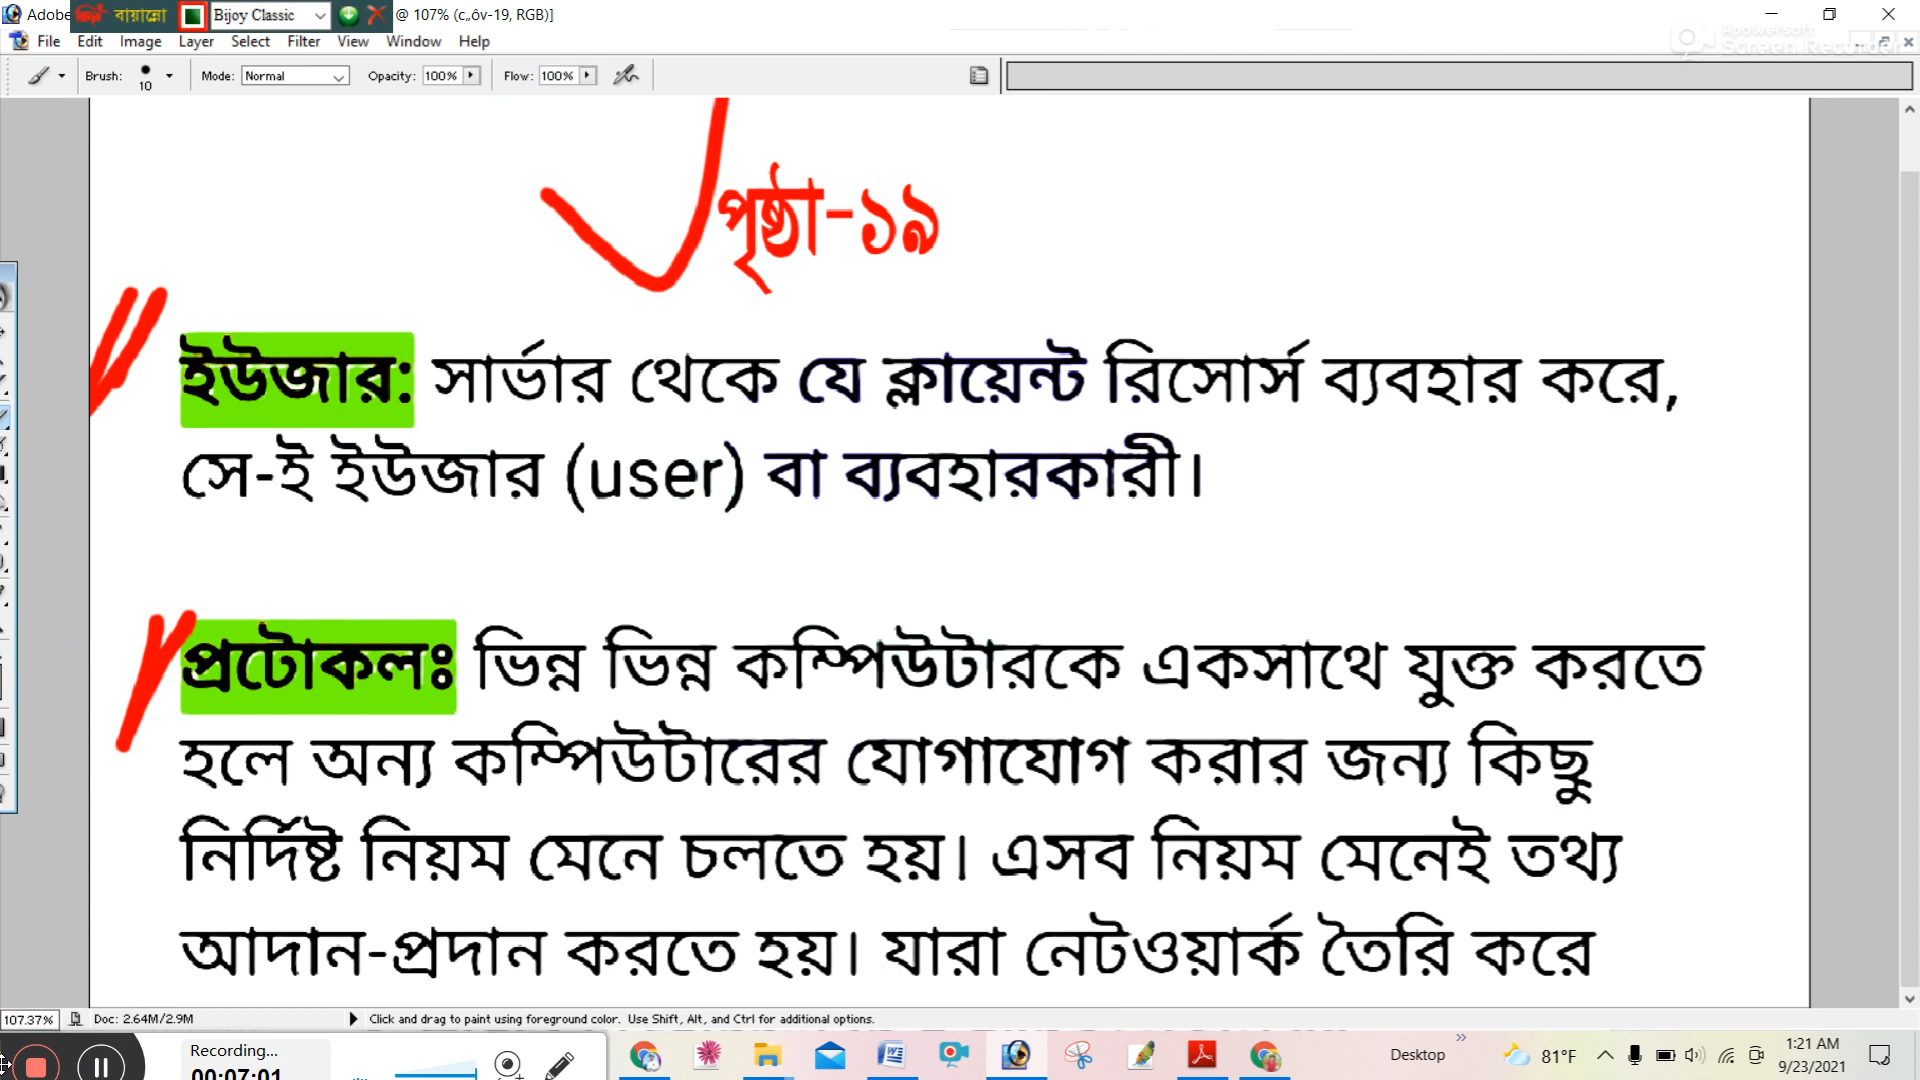 Adobe
বায়ান্নো
Bijoy Classic
@ 107% (c„ôv-19, RGB)]
File Edit Image Layer Select Filter View Window Help
Apowersoft
Screen Recorder
Brush: 10 Mode: Normal Opacity: 100% Flow: 100%
পৃষ্ঠা-১৯
ইউজার: সার্ভার থেকে যে ক্লায়েন্ট রিসোর্স ব্যবহার করে,
সে-ই ইউজার (user) বা ব্যবহারকারী।
প্রটোকলঃ ভিন্ন ভিন্ন কম্পিউটারকে একসাথে যুক্ত করতে
হলে অন্য কম্পিউটারের যোগাযোগ করার জন্য কিছু
নির্দিষ্ট নিয়ম মেনে চলতে হয়। এসব নিয়ম মেনেই তথ্য
আদান-প্রদান করতে হয়। যারা নেটওয়ার্ক তৈরি করে
107.37% Doc: 2.64M/2.9M Click and drag to paint using foreground color. Use Shift, Alt, and Ctrl for additional options.
Recording...
00:07:01
Desktop
81°F
1:21 AM
9/23/2021